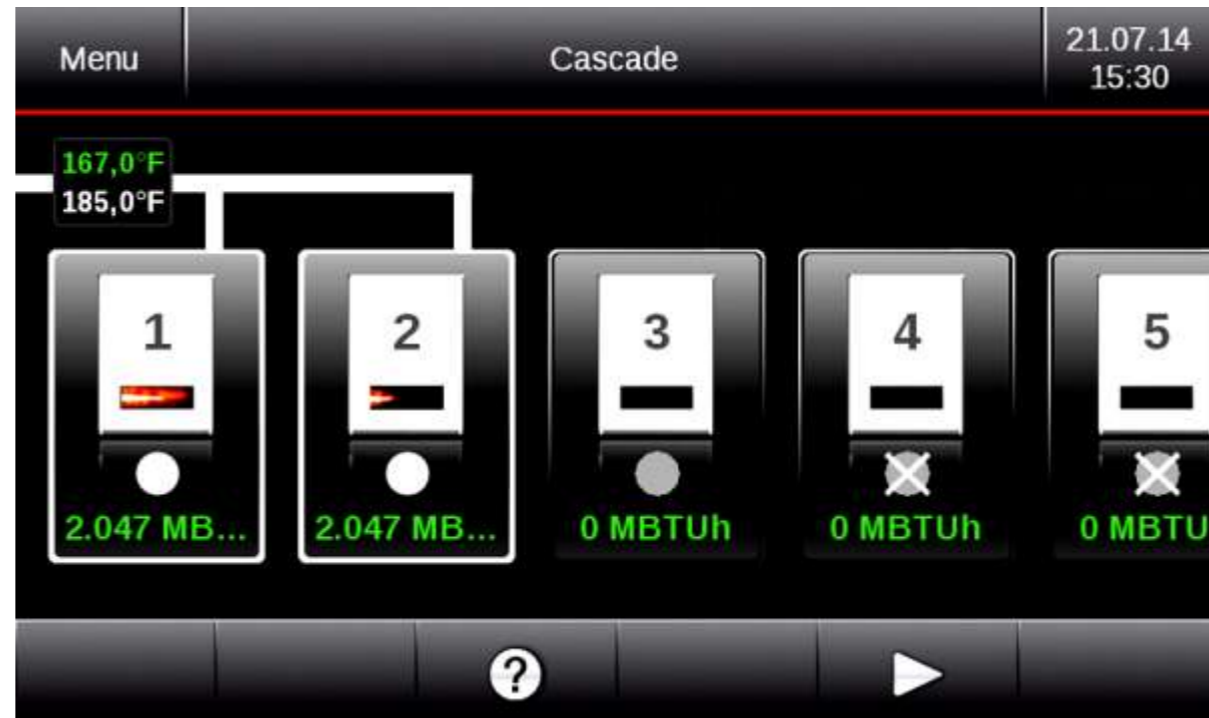 Menu
Cascade
21.07.14
15:30
167,0°F
185,0°F
1
2
3
4
5
2.047 MB...
2.047 MB...
0 MBTUh
0 MBTUh
0 MBTU
?